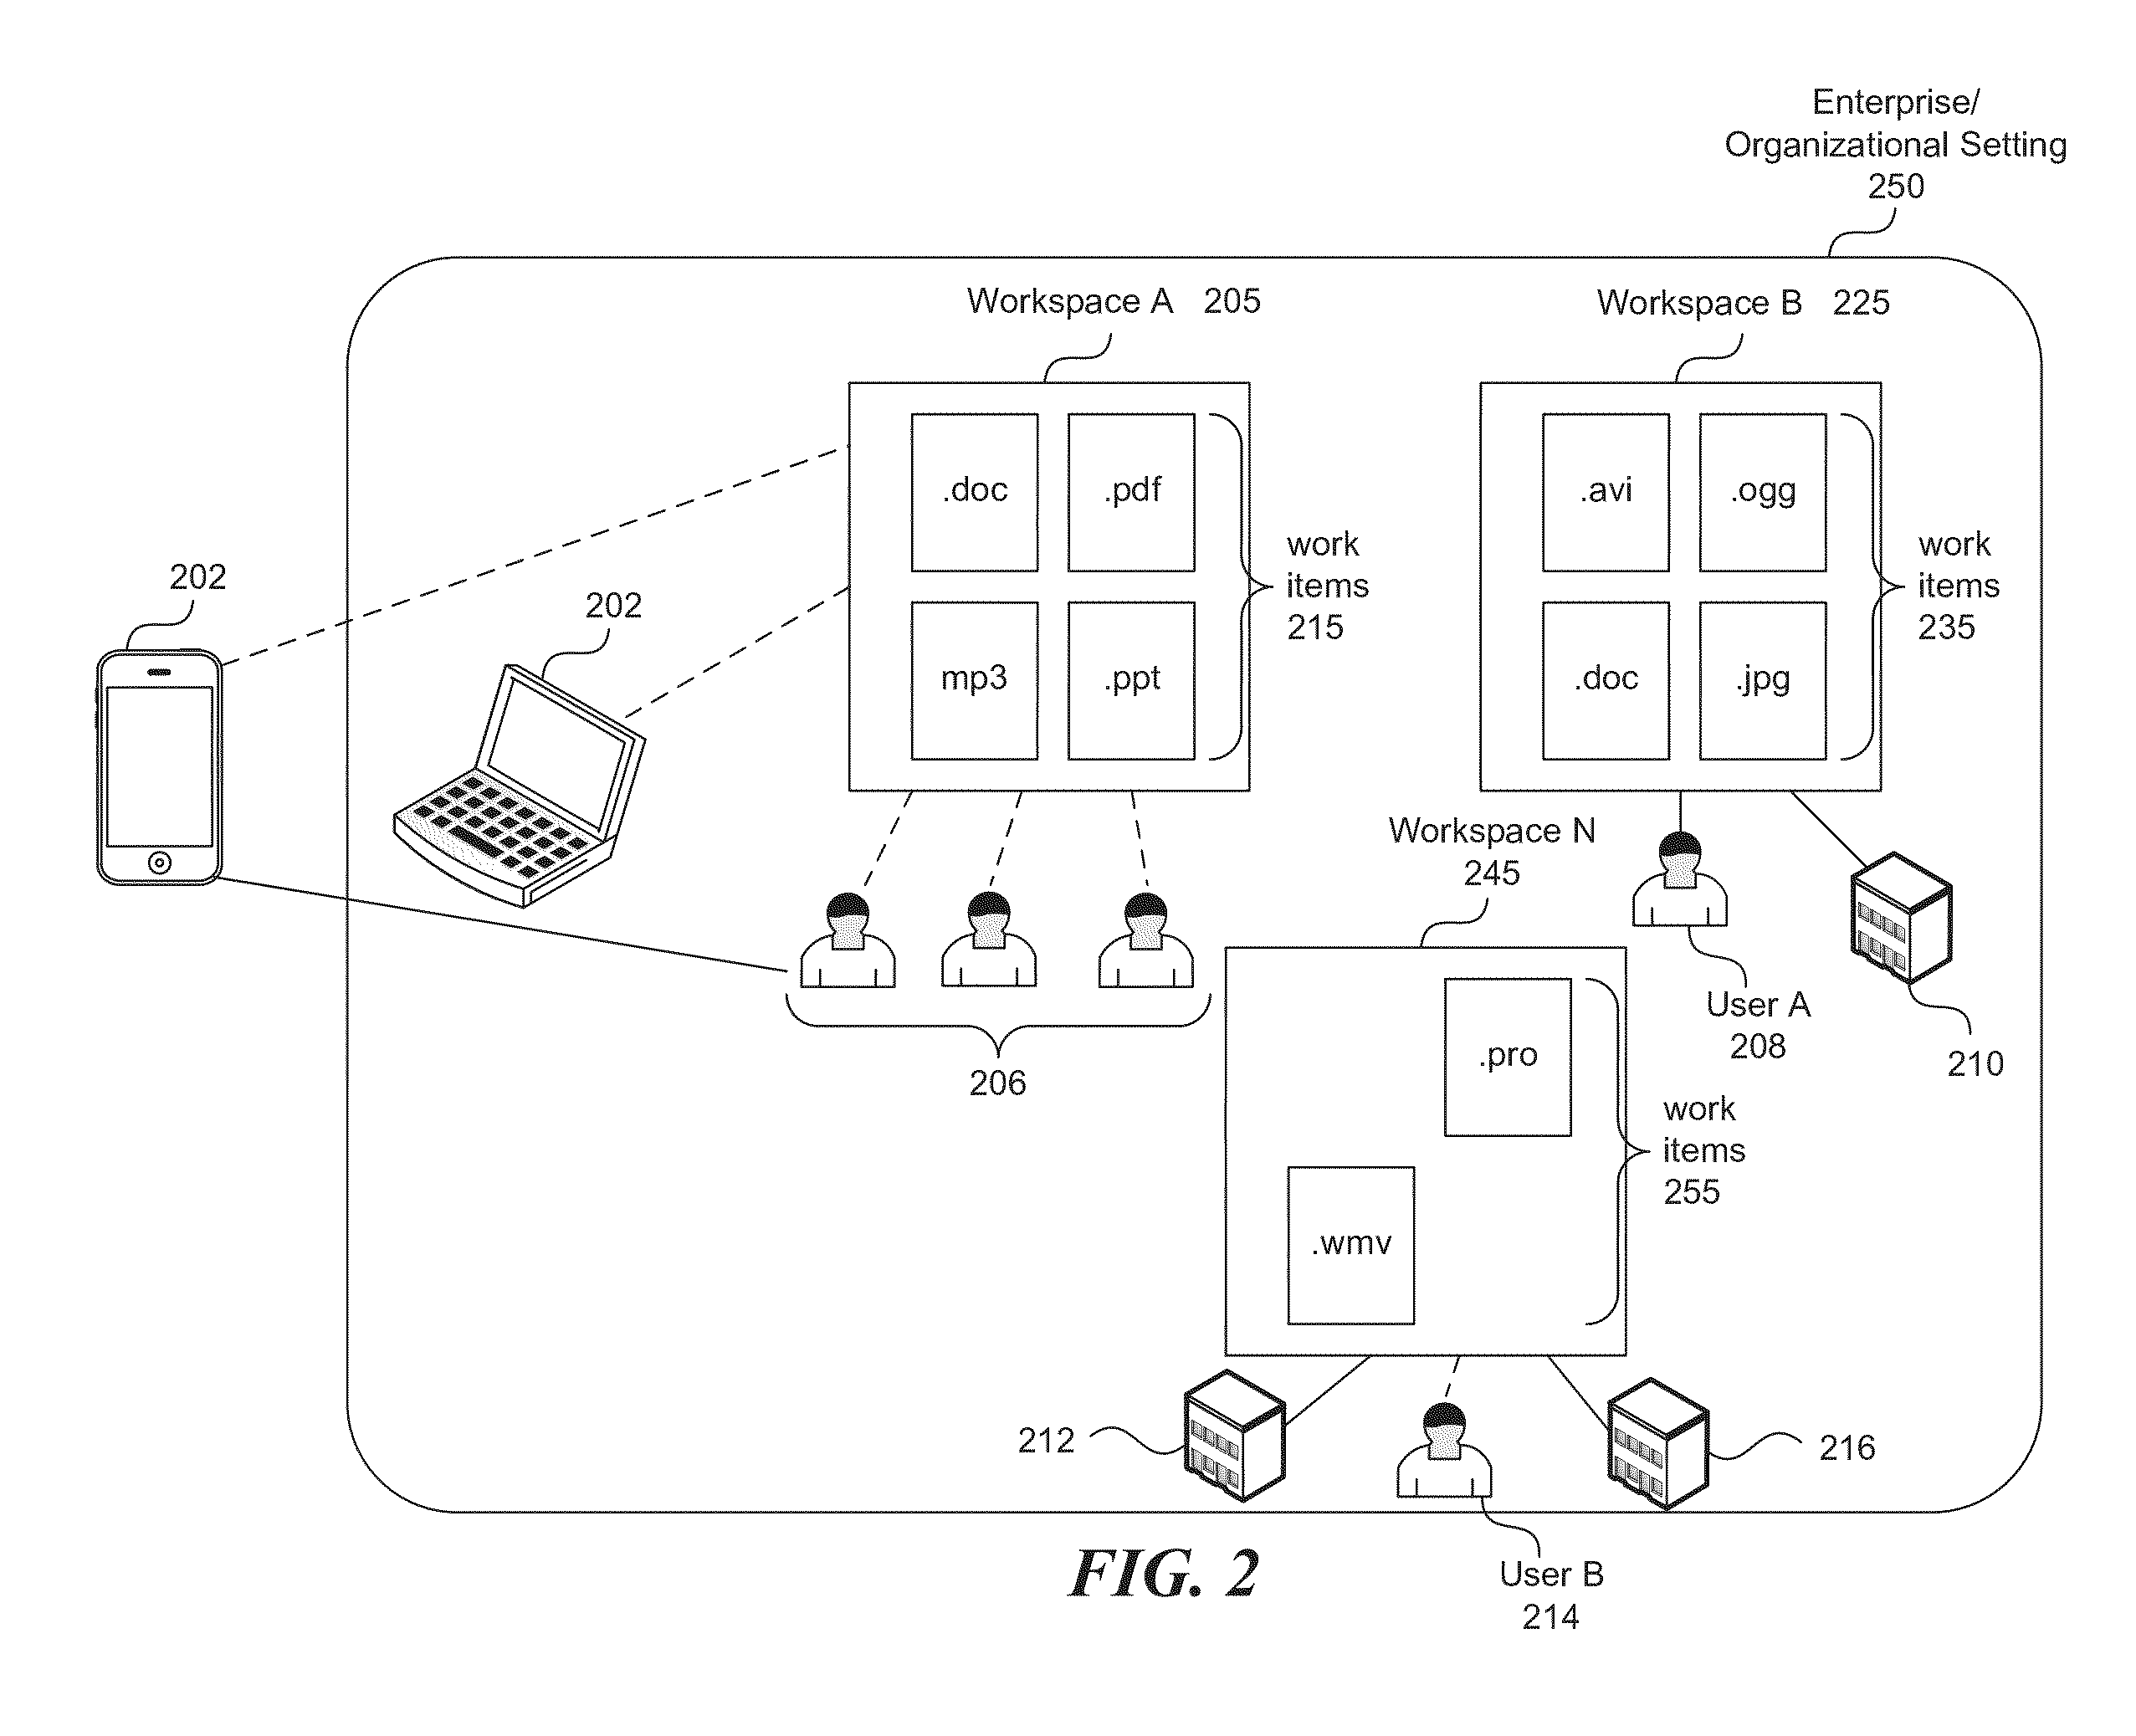 Enterprise/
Organizational Setting
250
Workspace A 205
Workspace B 225
.doc
.pdf
mp3
.ppt
work
items
215
.avi
.ogg
.doc
.jpg
work
items
235
202
202
206
Workspace N
245
User A
208
210
.pro
.wmv
work
items
255
212
216
User B
214
FIG. 2